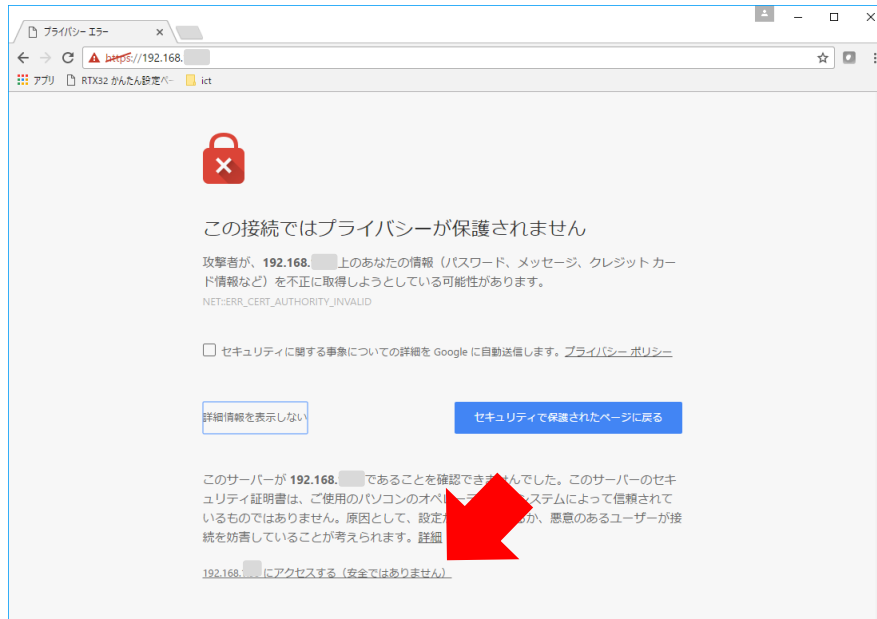 プライバシー エラー
https://192.168.
アプリ RTX32 かんたん設定ペー ict
この接続ではプライバシーが保護されません
攻撃者が、192.168. 上のあなたの情報（パスワード、メッセージ、クレジット カー
ド情報など）を不正に取得しようとしている可能性があります。
NET::ERR_CERT_AUTHORITY_INVALID
セキュリティに関する事象についての詳細を Google に自動送信します。プライバシー ポリシー
詳細情報を表示しない セキュリティで保護されたページに戻る
このサーバーが 192.168. であることを確認できませんでした。このサーバーのセキ
ュリティ証明書は、ご使用のパソコンのオペレ システムによって信頼されて
いるものではありません。原因として、設定 か、悪意のあるユーザーが接
続を妨害していることが考えられます。詳細
192.168. にアクセスする（安全ではありません）